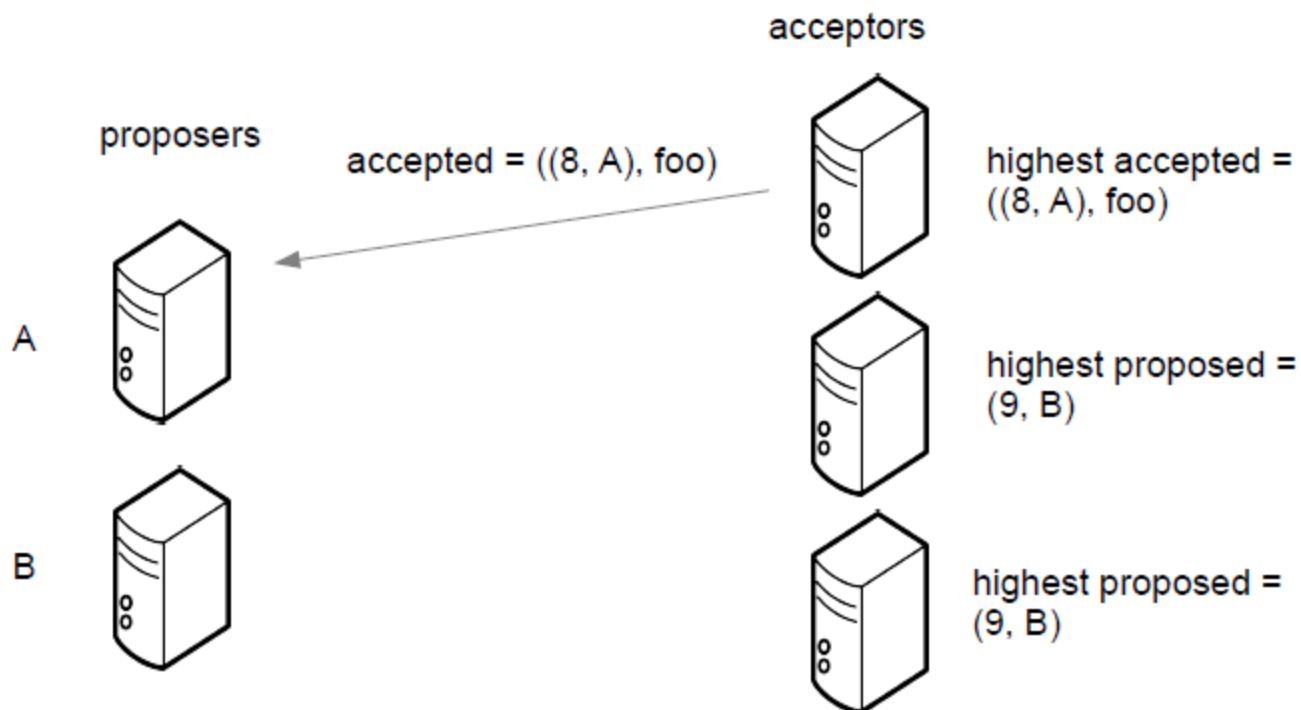 acceptors
proposers
accepted = ((8, A), foo)
highest accepted =
((8, A), foo)
A
highest proposed =
(9, B)
B
highest proposed =
(9, B)